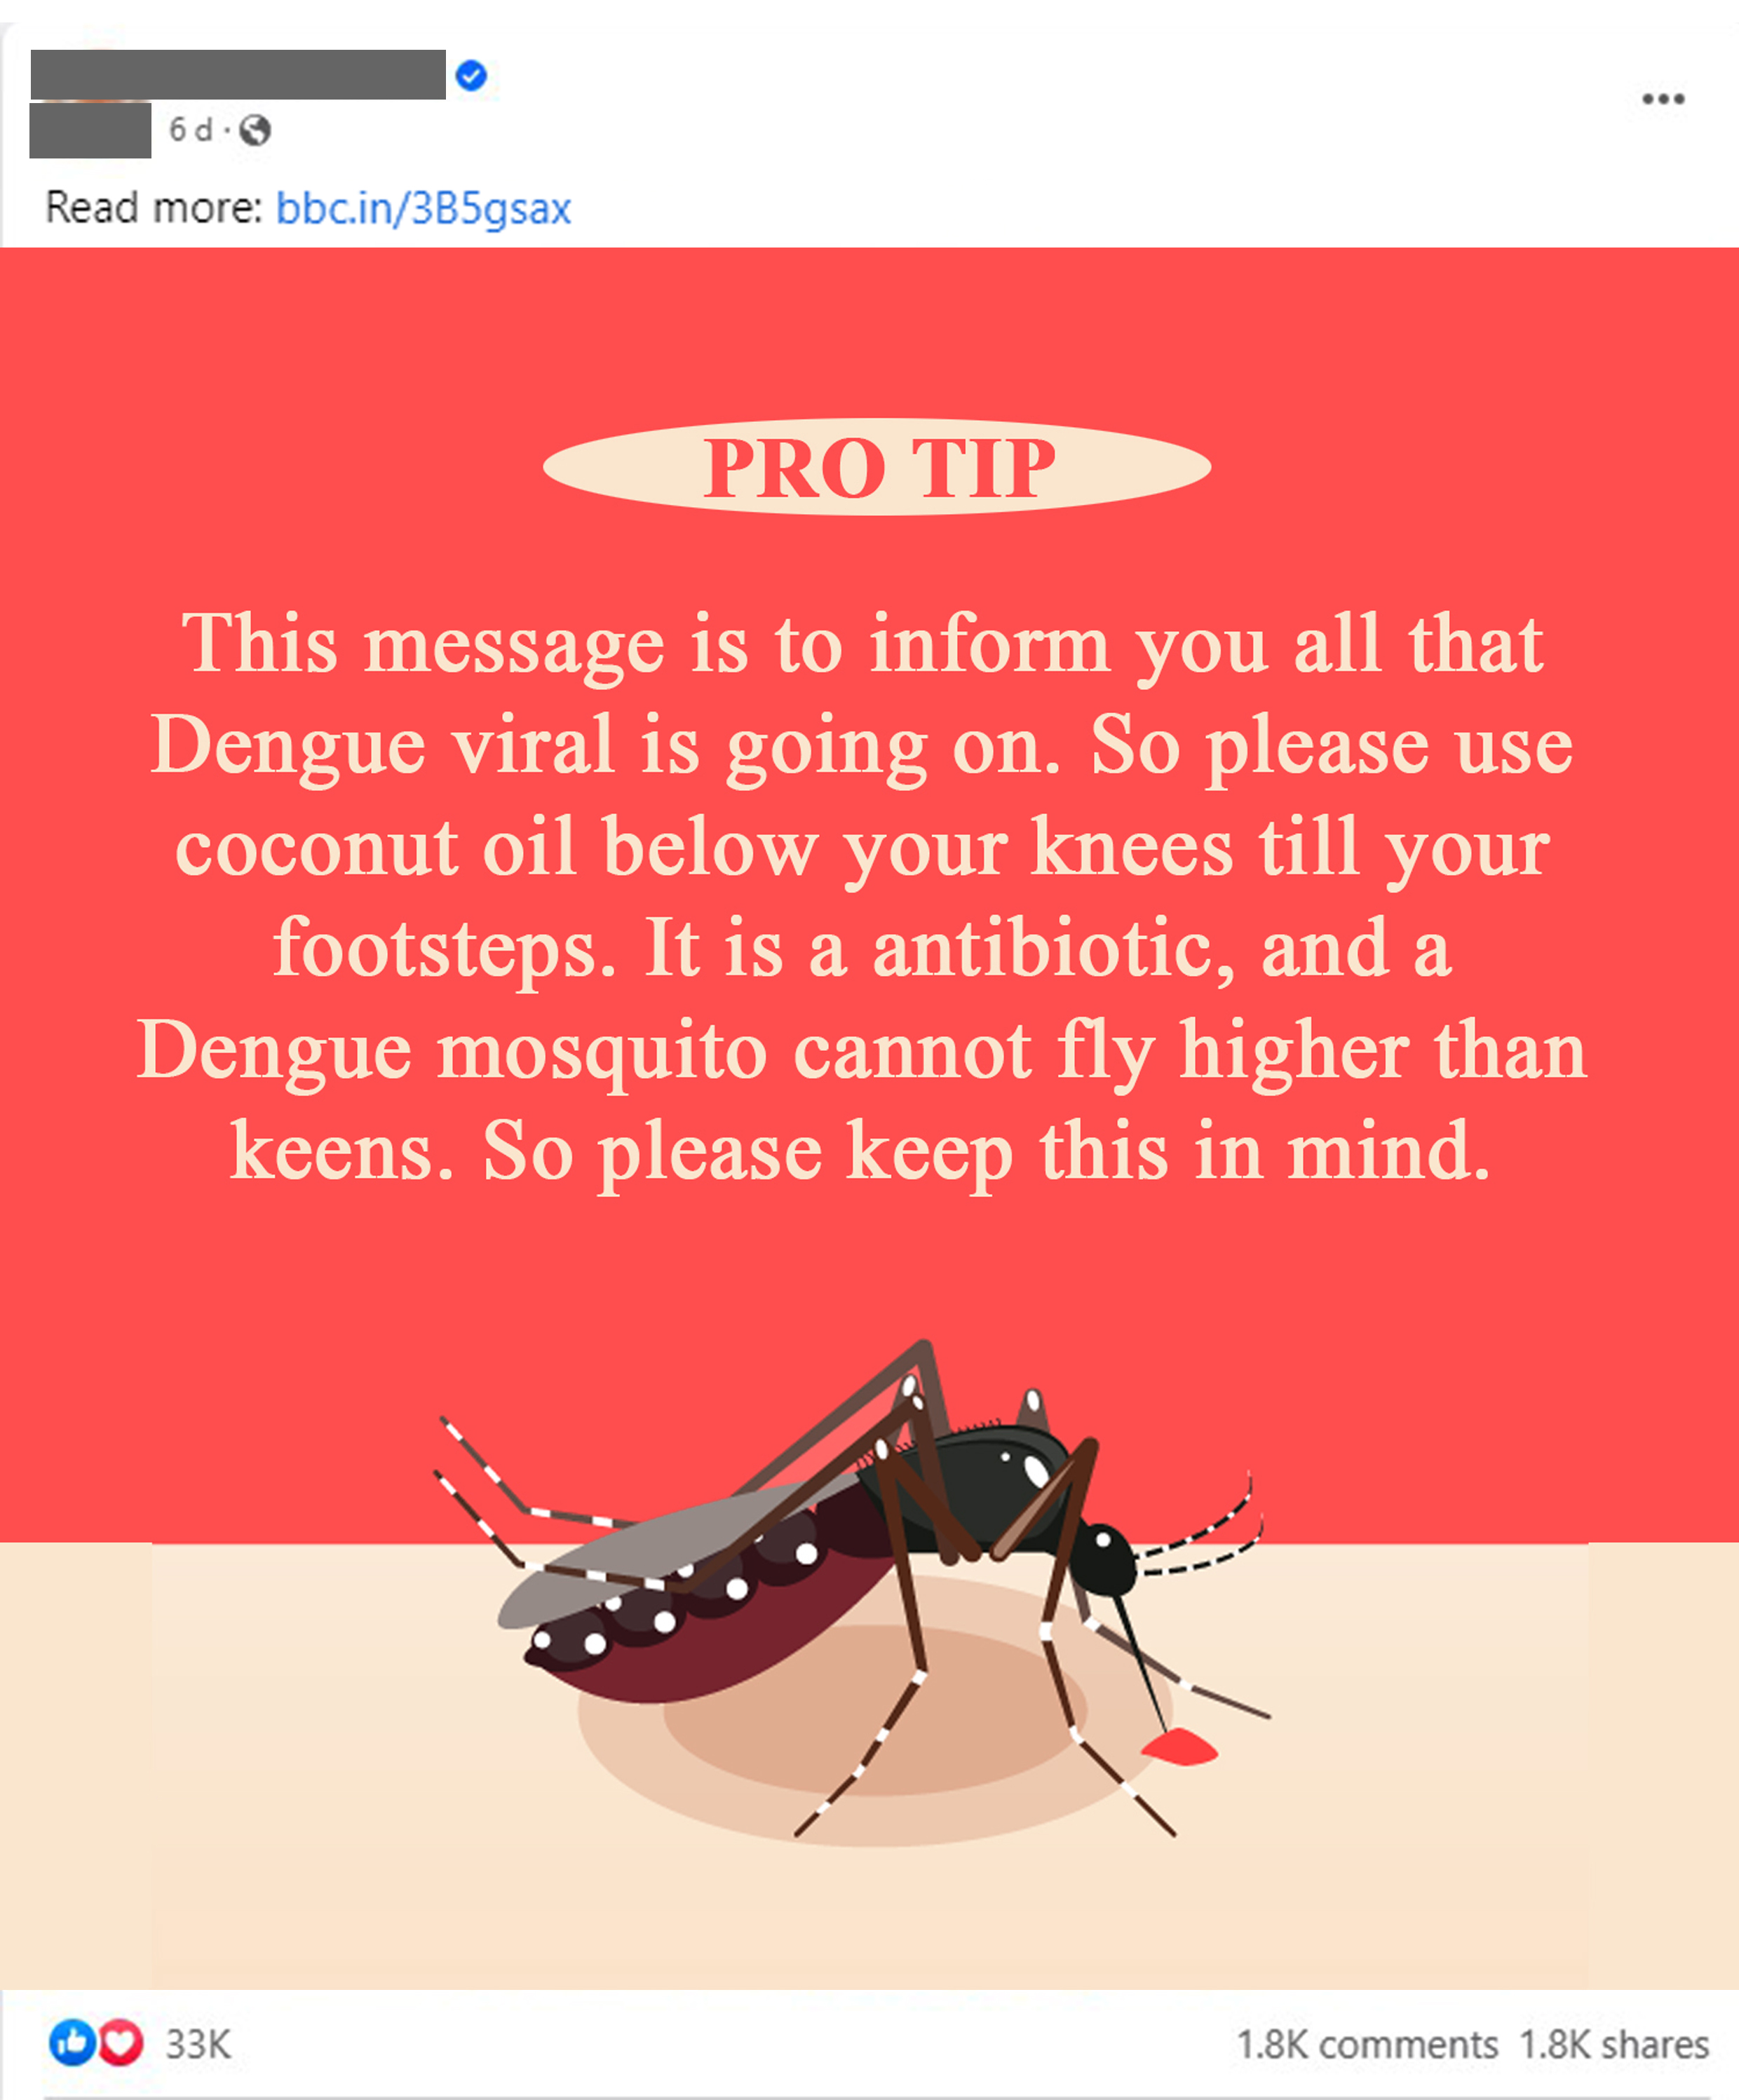 6 d ·
Read more: bbc.in/3B5gsax
PRO TIP
This message is to inform you all that
Dengue viral is going on. So please use
coconut oil below your knees till your
footsteps. It is a antibiotic, and a
Dengue mosquito cannot fly higher than
keens. So please keep this in mind.
33K
1.8K comments 1.8K shares